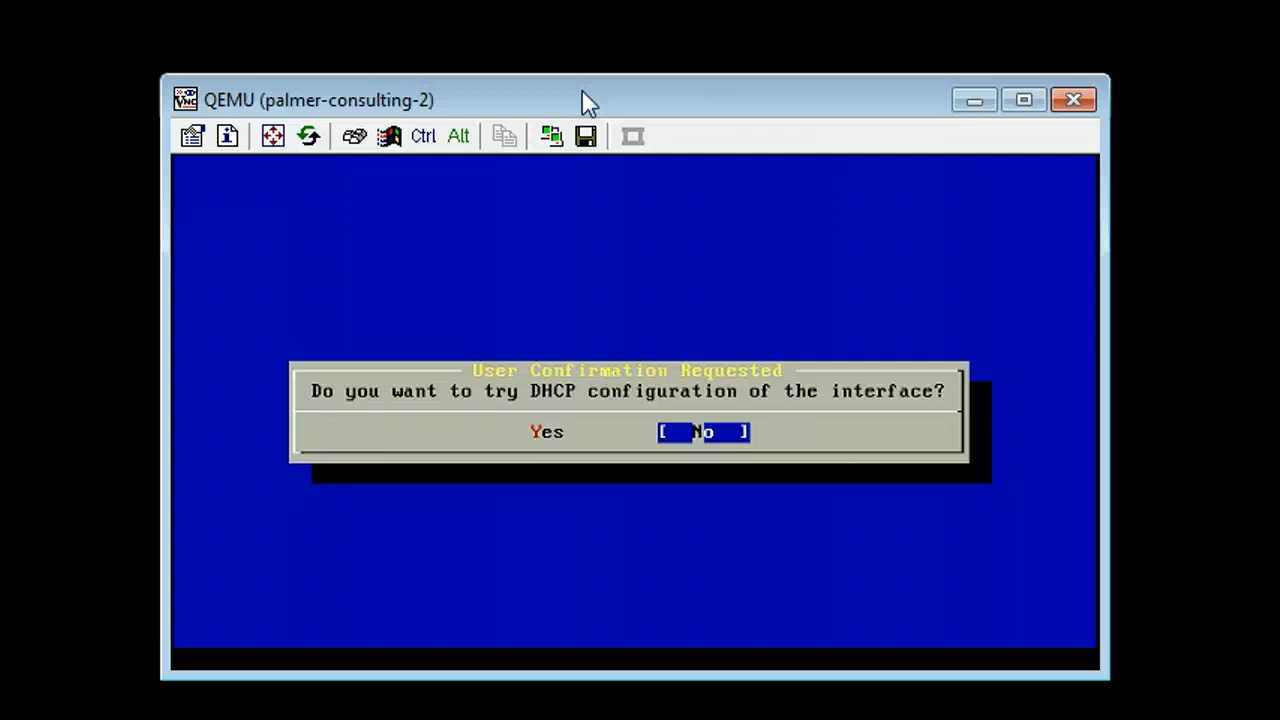 QEMU (palmer-consulting-2)
Ctrl Alt
User Confirmation Requested
Do you want to try DHCP configuration of the interface?
Yes [ No ]